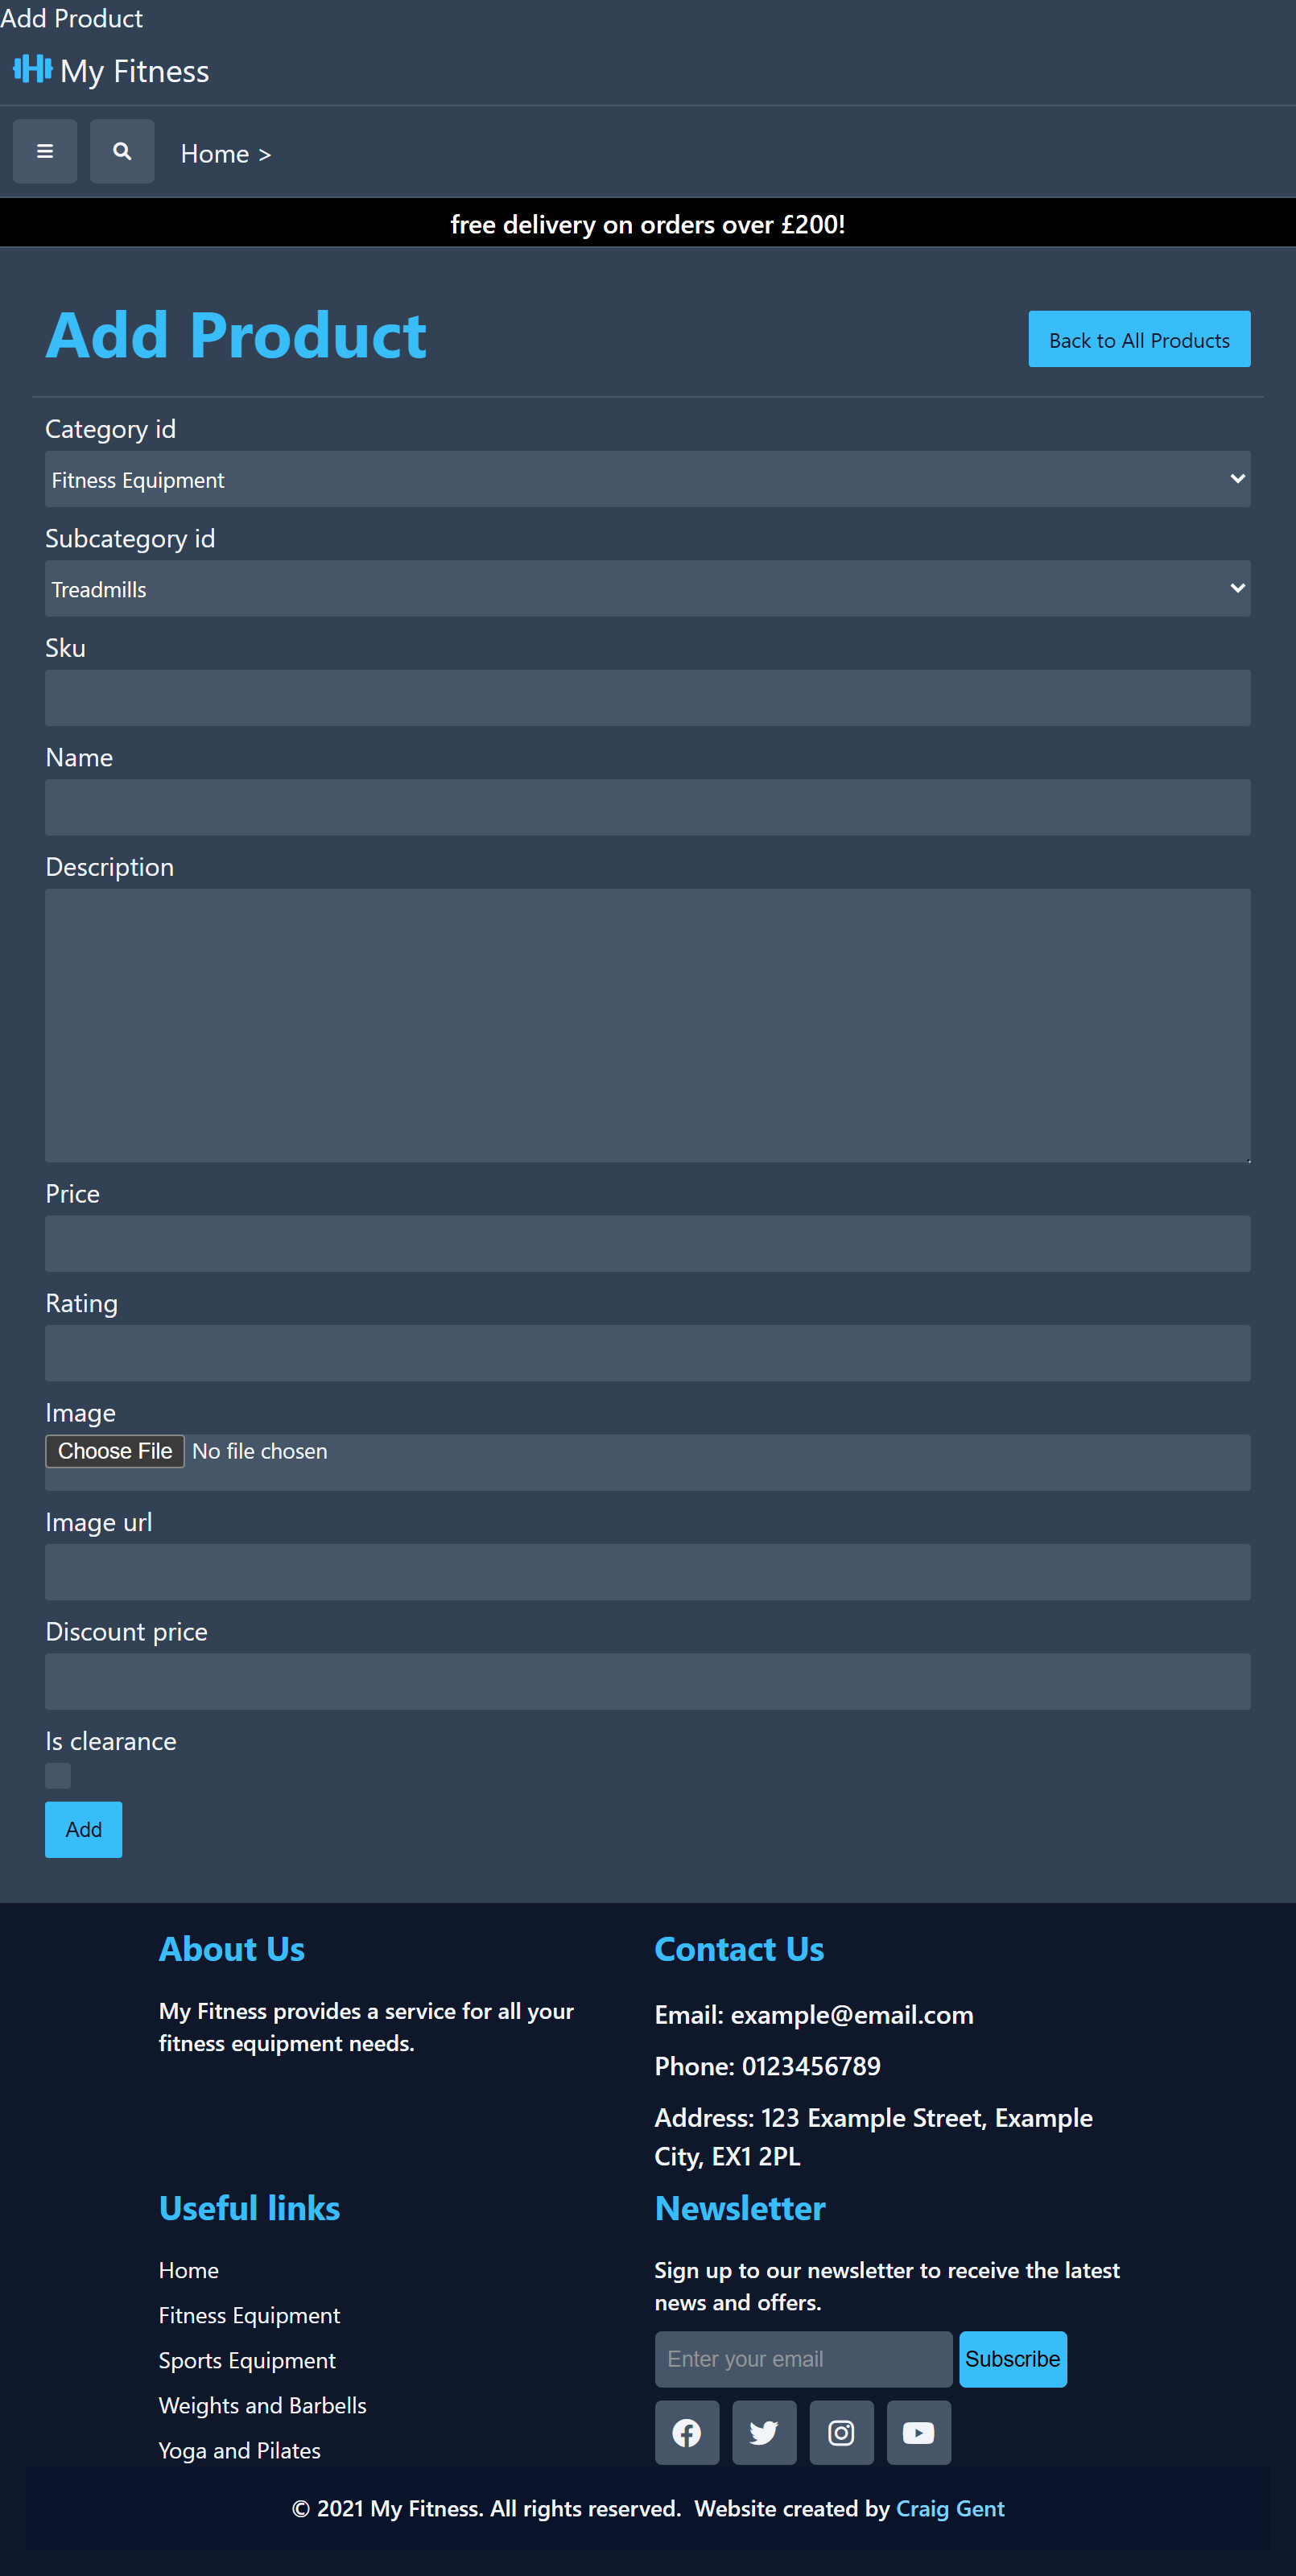 Add Product
My Fitness
Home >
free delivery on orders over £200!
Add Product
Back to All Products
Category id
Fitness Equipment
Subcategory id
Treadmills
Sku
Name
Description
Price
Rating
Image
Choose File No file chosen
Image url
Discount price
Is clearance
Add
About Us
My Fitness provides a service for all your
fitness equipment needs.
Contact Us
Email: example@email.com
Phone: 0123456789
Address: 123 Example Street, Example
City, EX1 2PL
Useful links
Home
Fitness Equipment
Sports Equipment
Weights and Barbells
Yoga and Pilates
Newsletter
Sign up to our newsletter to receive the latest
news and offers.
Enter your email
Subscribe
© 2021 My Fitness. All rights reserved. Website created by Craig Gent